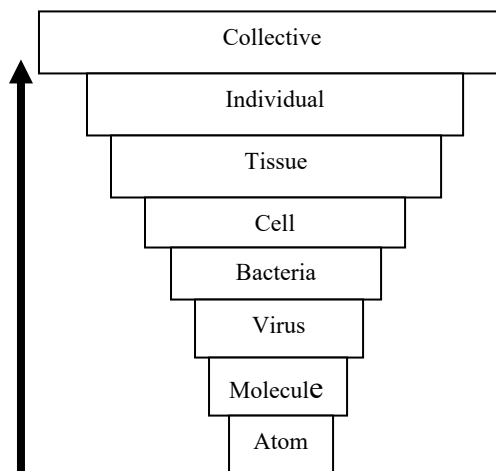 Collective
Individual
Tissue
Cell
Bacteria
Virus
Molecule
Atom